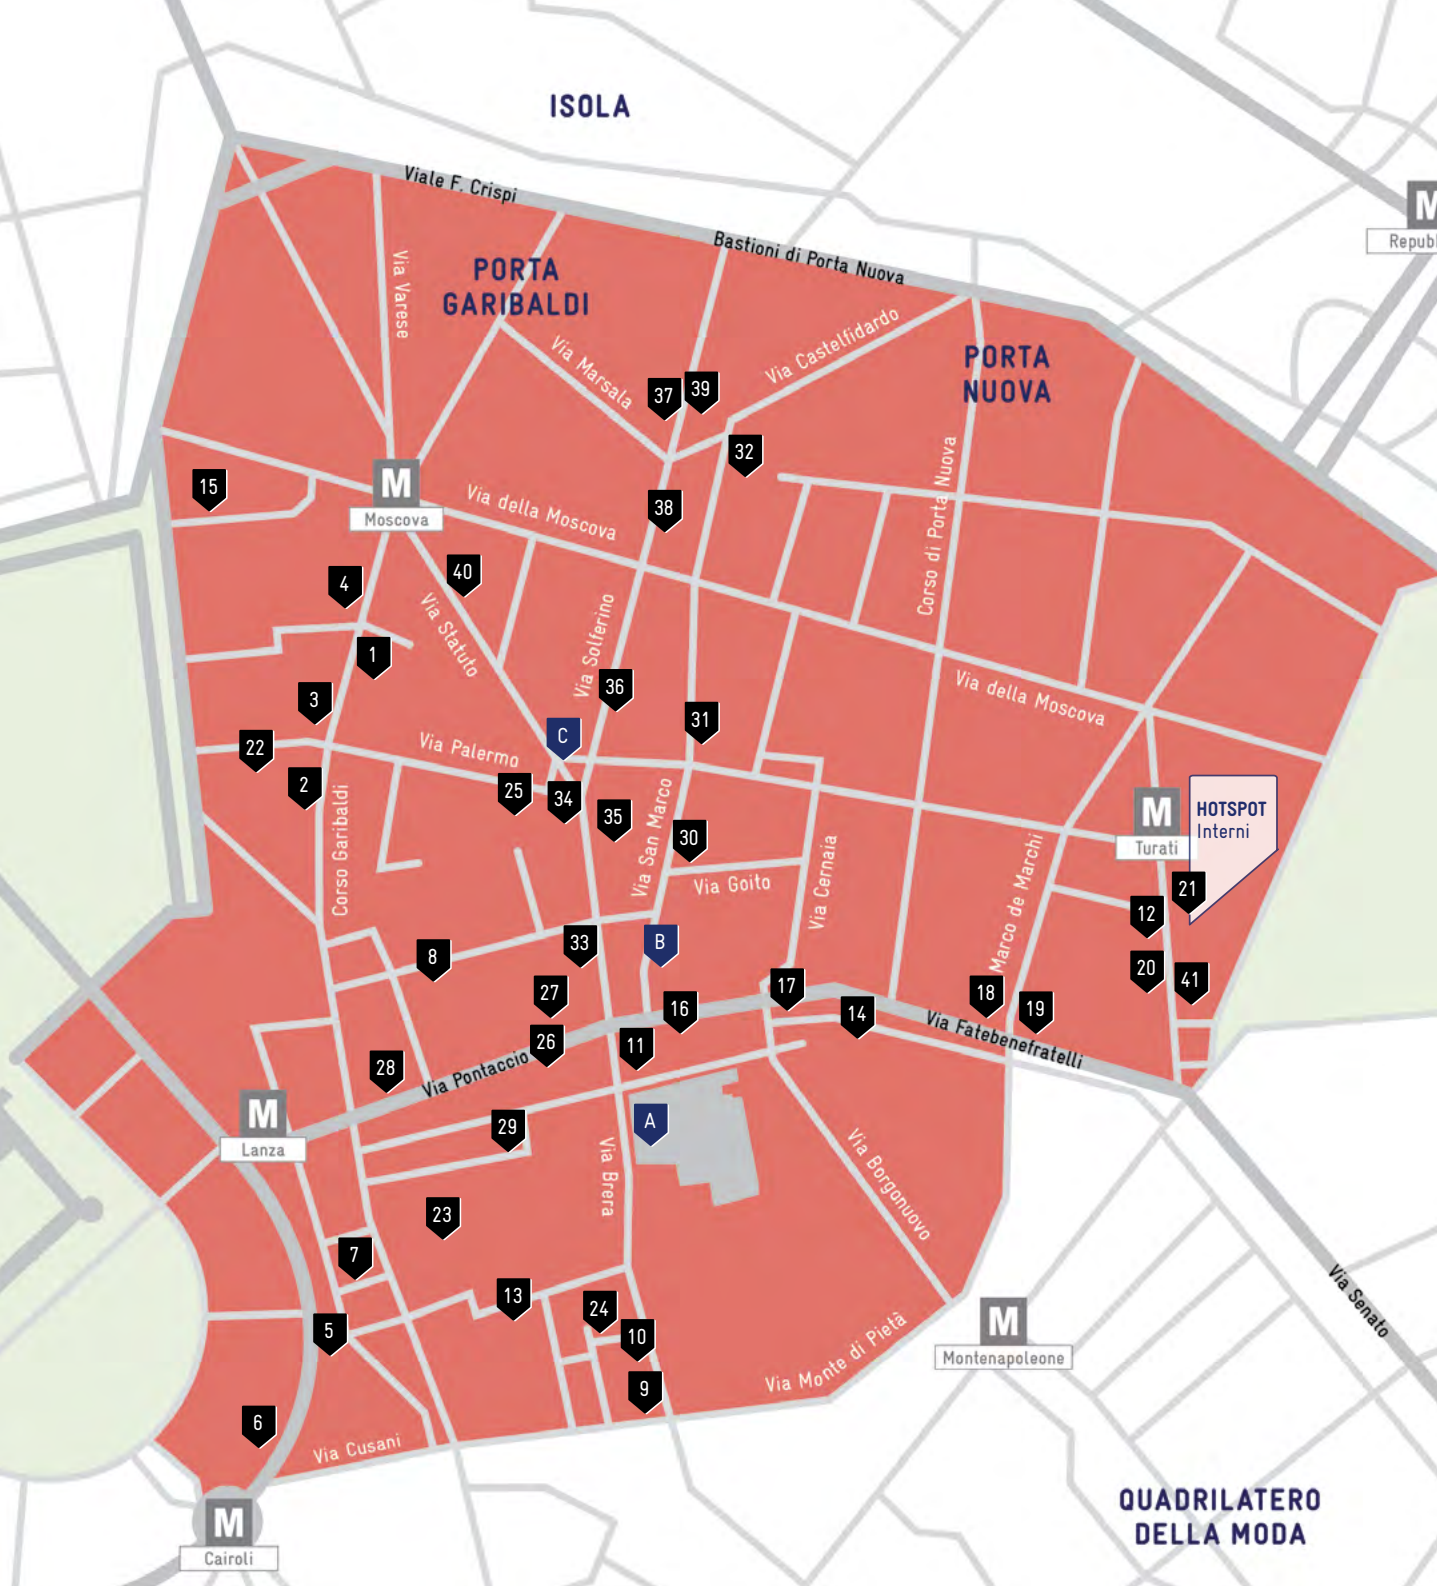 ISOLA
Viale F. Crispi
M
Repub
Bastioni di Porta Nuova
Via Varese
PORTA
GARIBALDI
Via Castelfidardo
PORTA
NUOVA
Via Marsala
37
39
32
15
M
Moscova
Via della Moscova
38
Corso di Porta Nuova
4
40
Via Statuto
Via Solferino
1
3
36
Via della Moscova
31
22
Via Palermo
C
2
25
34
35
Corso Garibaldi
Via San Marco
30
M
Turati
HOTSPOT
Interni
Via Goito
Via Cernaia
Marco de Marchi
21
12
8
33
B
20
41
27
17
18
16
14
19
26
11
Via Fatebenefratelli
28
Via Pontaccio
M
Lanza
29
A
Via Brera
Via Borgonuovo
23
7
13
24
5
10
M
Montenapoleone
Via Senato
9
Via Monte di Pietà
6
Via Cusani
M
Cairoli
QUADRILATERO
DELLA MODA